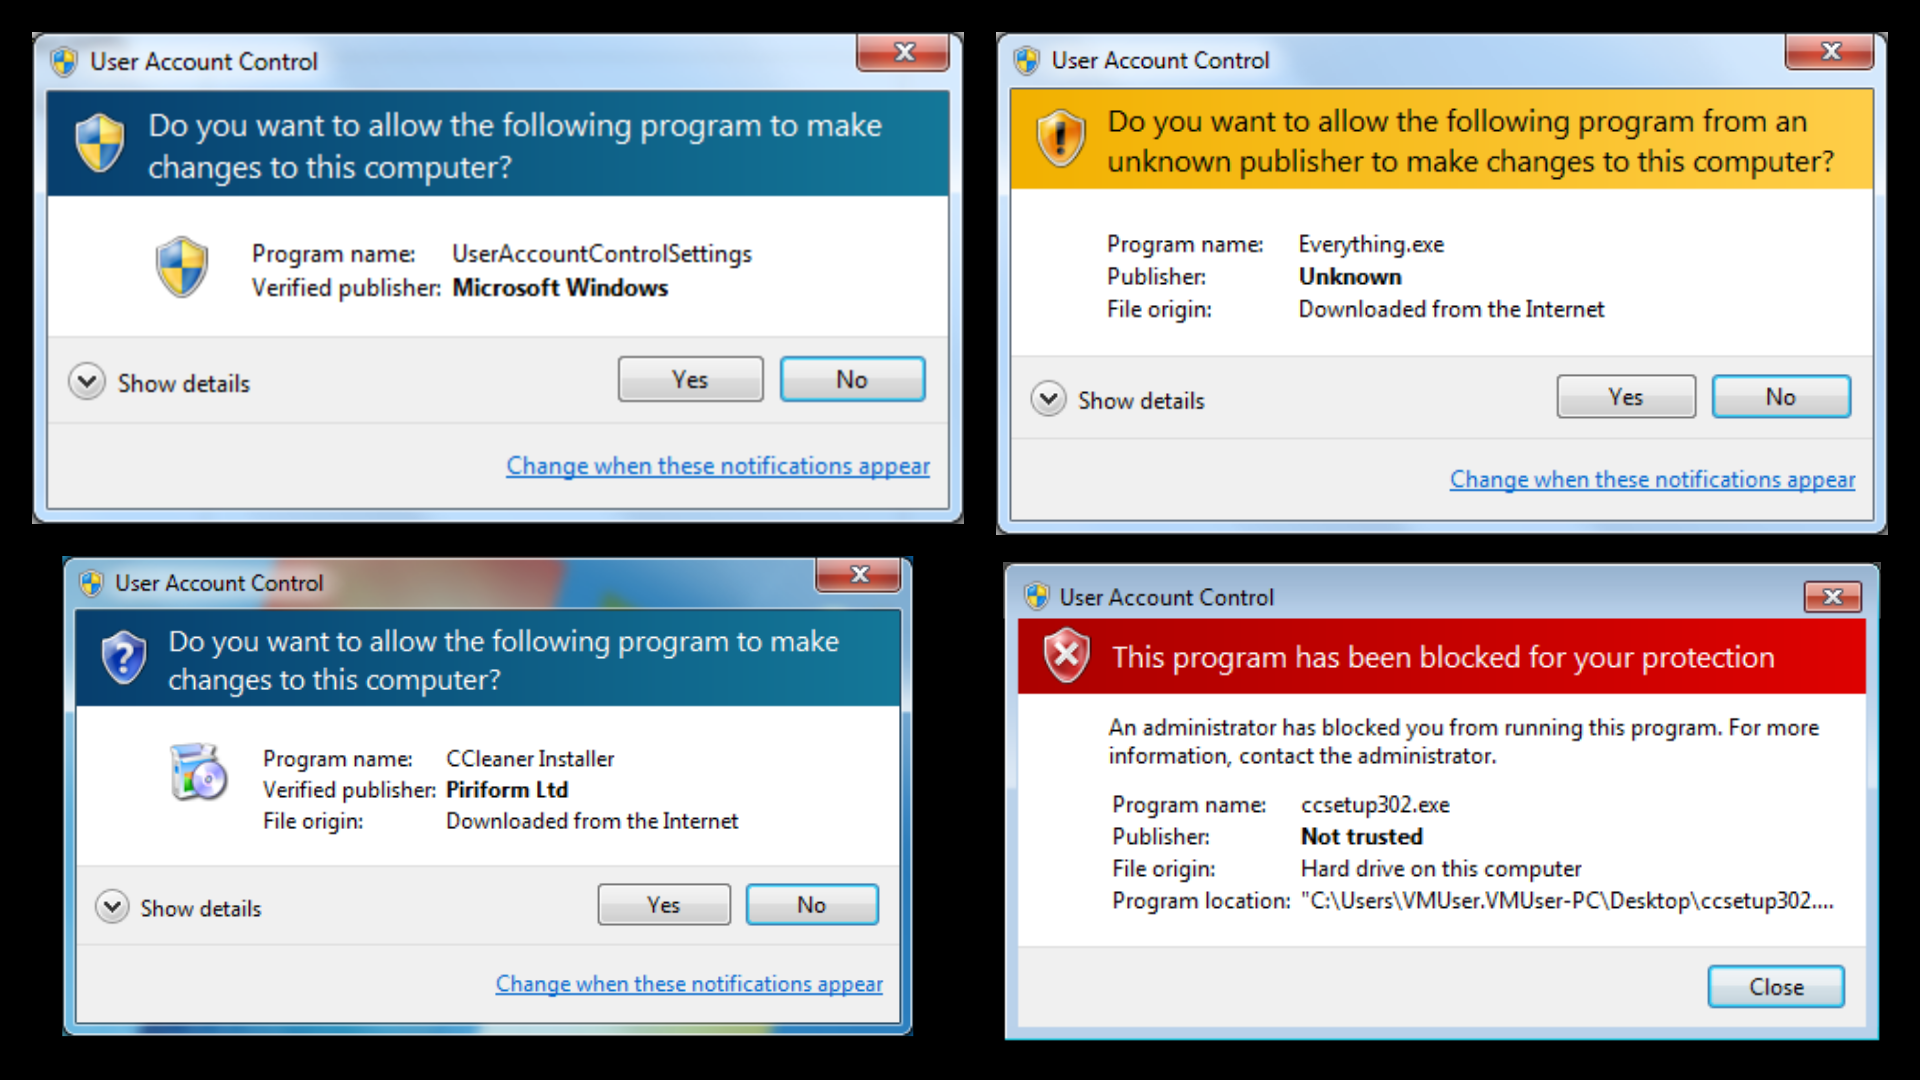 User Account Control
Do you want to allow the following program to make
changes to this computer?
Program name: UserAccountControlSettings
Verified publisher: Microsoft Windows
Show details
Yes
No
Change when these notifications appear
User Account Control
Do you want to allow the following program from an
unknown publisher to make changes to this computer?
Program name: Everything.exe
Publisher: Unknown
File origin: Downloaded from the Internet
Show details
Yes
No
Change when these notifications appear
User Account Control
Do you want to allow the following program to make
changes to this computer?
Program name: CCleaner Installer
Verified publisher: Piriform Ltd
File origin: Downloaded from the Internet
Show details
Yes
No
Change when these notifications appear
User Account Control
This program has been blocked for your protection
An administrator has blocked you from running this program. For more
information, contact the administrator.
Program name: ccsetup302.exe
Publisher: Not trusted
File origin: Hard drive on this computer
Program location: "C:\Users\VMUser.VMUser-PC\Desktop\ccsetup302....
Close